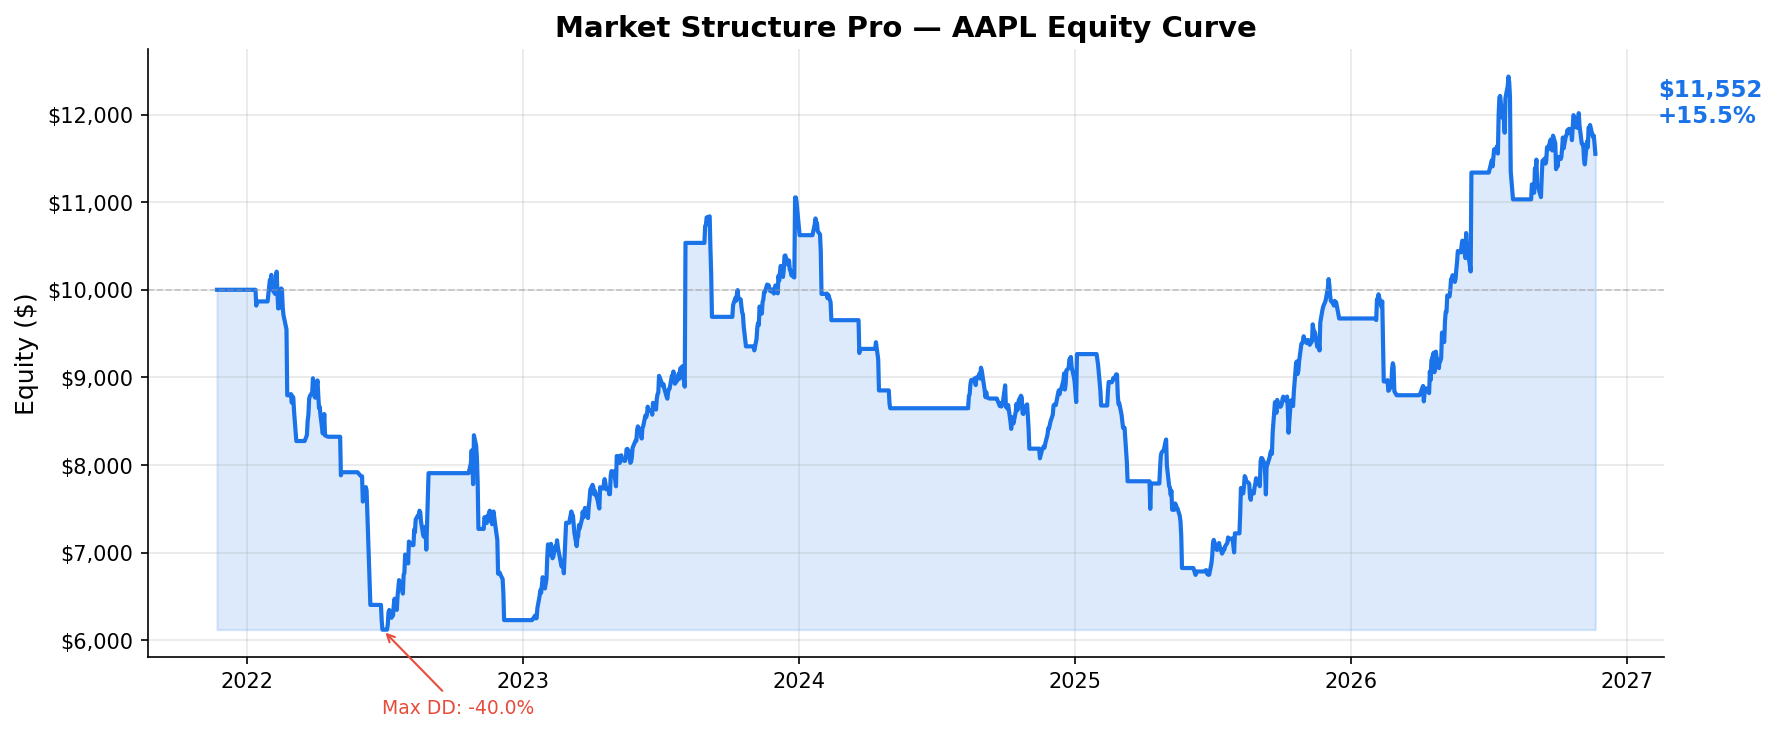 Market Structure Pro — AAPL Equity Curve
$11,552
+15.5%
$12,000
$11,000
$10,000
$9,000
$8,000
$7,000
$6,000
Equity ($)
2022 2023 2024 2025 2026 2027
Max DD: -40.0%